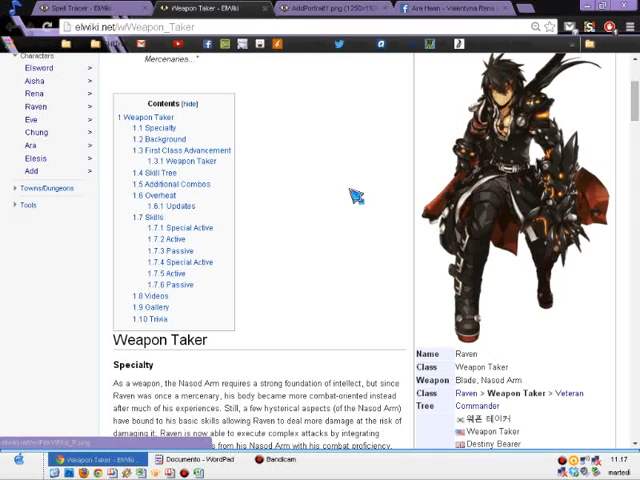 Spell Tracer - ElWiki
Weapon Taker - ElWiki
AddPortrait1.png (1250x193
Are Hwon - Valentyna Rens
elwiki.net/w/Weapon_Taker
Characters
Mercenaries..."
Elsword >
Aisha >
Rena >
Raven >
Eve >
Chung >
Ara >
Elesis >
Add >
Towns/Dungeons
Tools
Contents [hide]
1 Weapon Taker
1.1 Specialty
1.2 Background
1.3 First Class Advancement
1.3.1 Weapon Taker
1.4 Skill Tree
1.5 Additional Combos
1.6 Overheat
1.6.1 Updates
1.7 Skills
1.7.1 Special Active
1.7.2 Active
1.7.3 Passive
1.7.4 Special Active
1.7.5 Active
1.7.6 Passive
1.8 Videos
1.9 Gallery
1.10 Trivia
Weapon Taker
Specialty
As a weapon, the Nasod Arm requires a strong foundation of intellect, but since
Raven was once a mercenary, his body became more combat-oriented instead
after much of his experiences. Still, a few hysterical aspects (of the Nasod Arm)
have bound to his basic skills allowing Raven to deal more damage at the risk of
damaging it. Raven is now able to execute complex attacks by integrating
from his Nasod Arm with his combat proficiency.
Name Raven
Class Weapon Taker
Weapon Blade, Nasod Arm
Class Raven > Weapon Taker > Veteran
Tree Commander
웨폰 테이커
Weapon Taker
Destiny Bearer
Weapon Taker - ElWiki...
Documento - WordPad
Bandicam
11.17
martedì